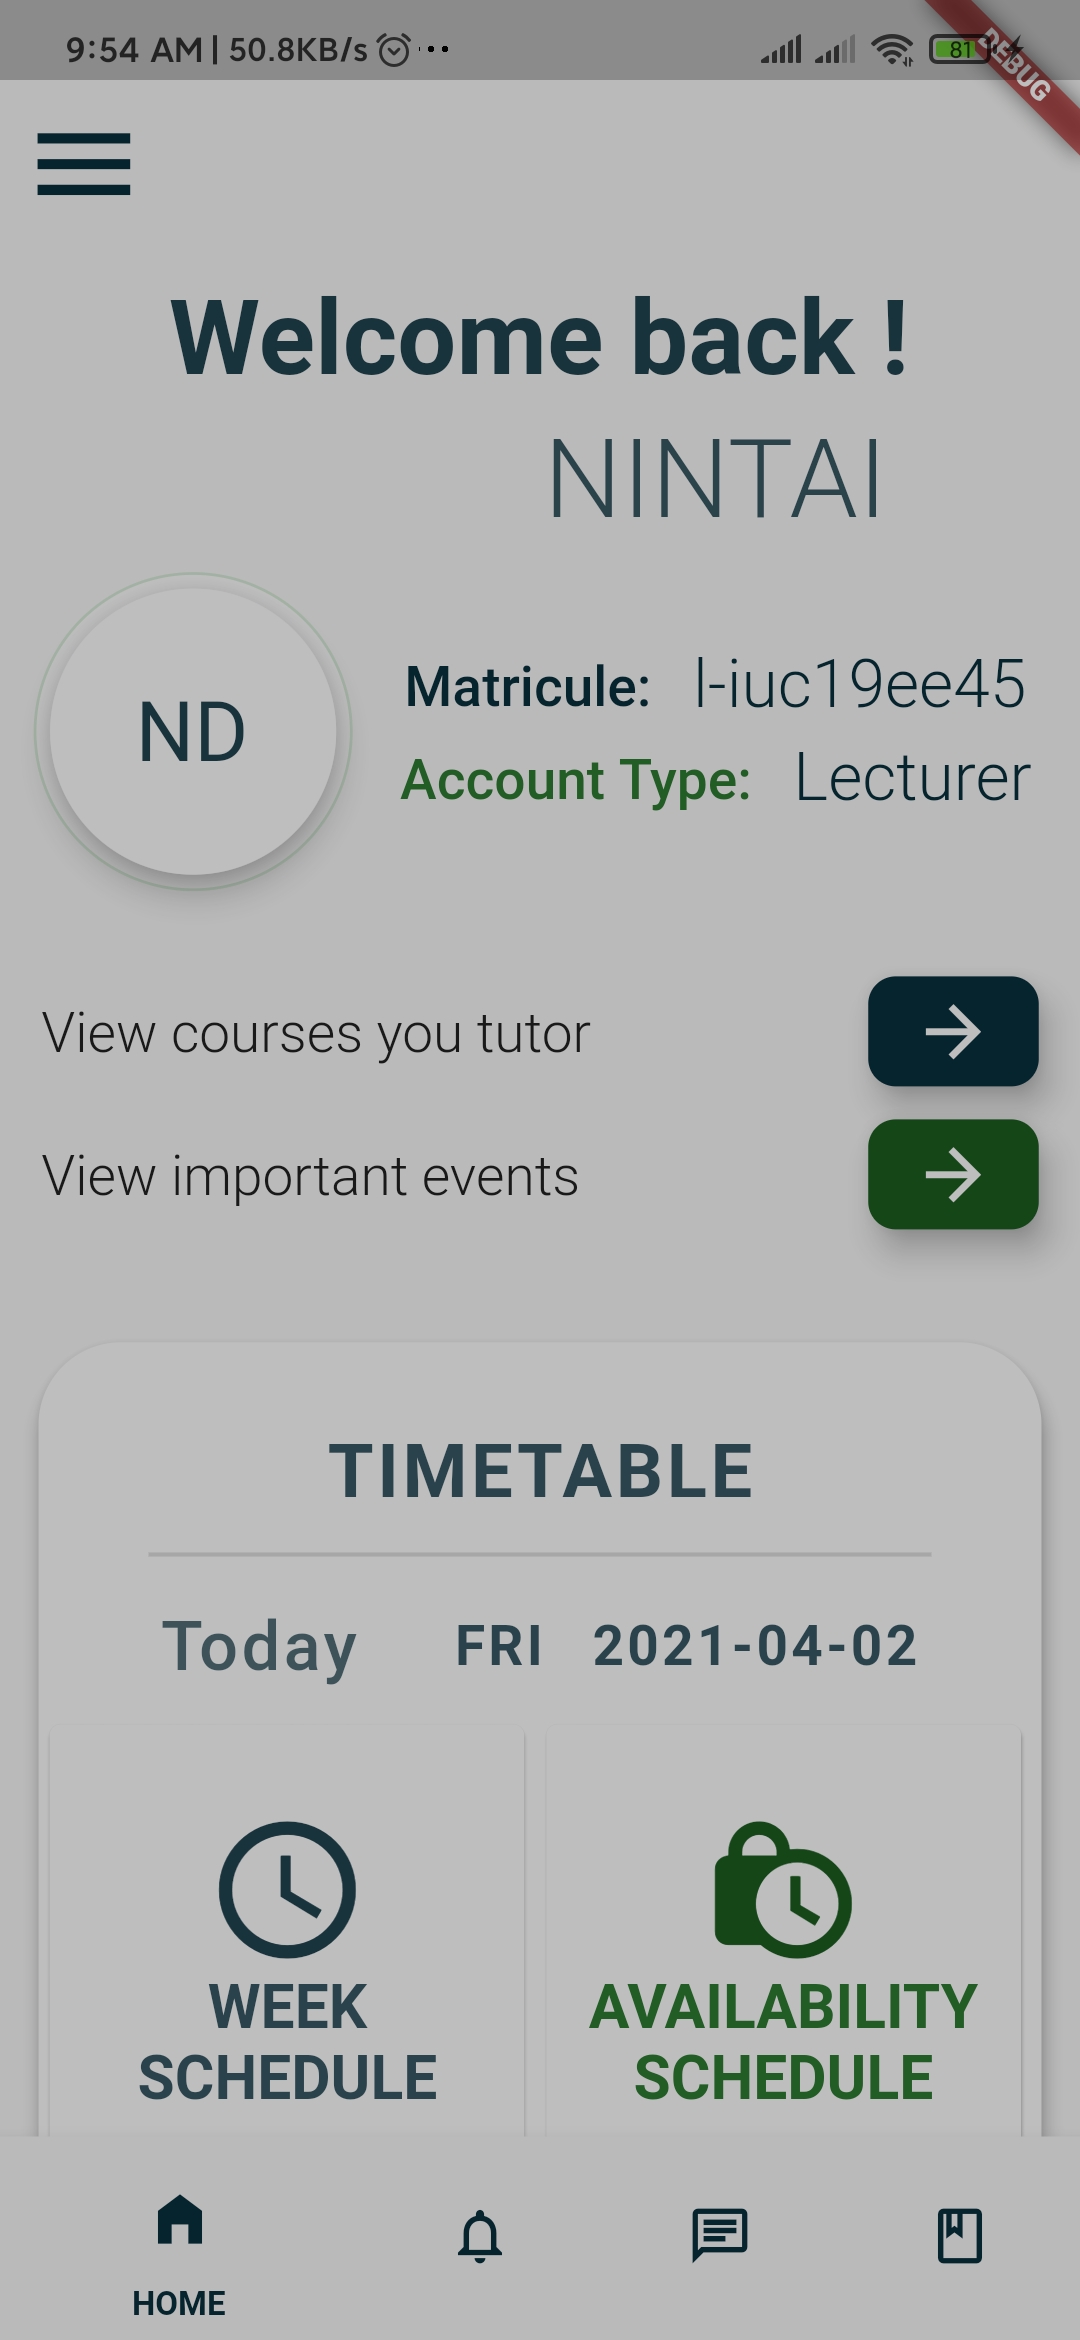 9:54 AM | 50.8KB/s ...
81
DEBUG
Welcome back !
NINTAI
ND
Matricule: l-iuc19ee45
Account Type: Lecturer
View courses you tutor
View important events
TIMETABLE
Today FRI 2021-04-02
WEEK
SCHEDULE
AVAILABILITY
SCHEDULE
HOME